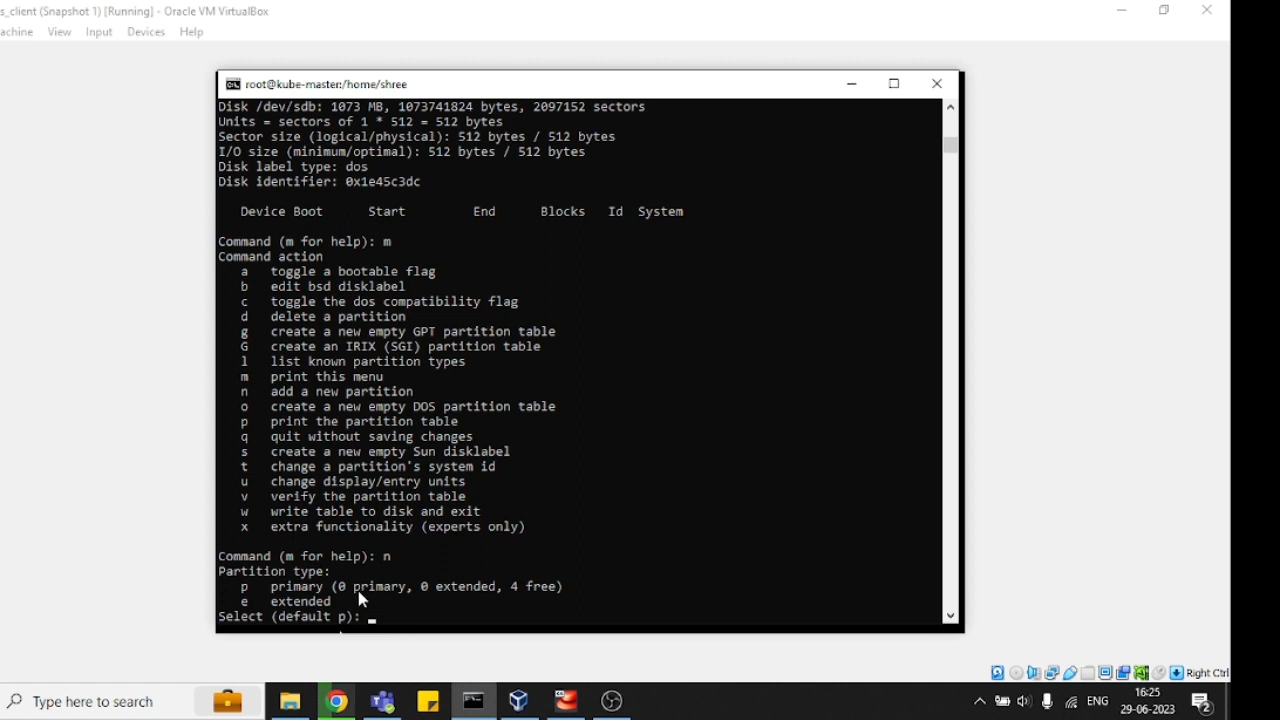 s_client (Snapshot 1) [Running] - Oracle VM VirtualBox
achine View Input Devices Help
root@kube-master:/home/shree
Disk /dev/sdb: 1073 MB, 1073741824 bytes, 2097152 sectors
Units = sectors of 1 * 512 = 512 bytes
Sector size (logical/physical): 512 bytes / 512 bytes
I/O size (minimum/optimal): 512 bytes / 512 bytes
Disk label type: dos
Disk identifier: 0x1e45c3dc
Device Boot Start End Blocks Id System
Command (m for help): m
Command action
a toggle a bootable flag
b edit bsd disklabel
c toggle the dos compatibility flag
d delete a partition
g create a new empty GPT partition table
G create an IRIX (SGI) partition table
l list known partition types
m print this menu
n add a new partition
o create a new empty DOS partition table
p print the partition table
q quit without saving changes
s create a new empty Sun disklabel
t change a partition's system id
u change display/entry units
v verify the partition table
w write table to disk and exit
x extra functionality (experts only)
Command (m for help): n
Partition type:
p primary (0 primary, 0 extended, 4 free)
e extended
Select (default p):
Right Ctrl
Type here to search
ENG
16:25
29-06-2023
2